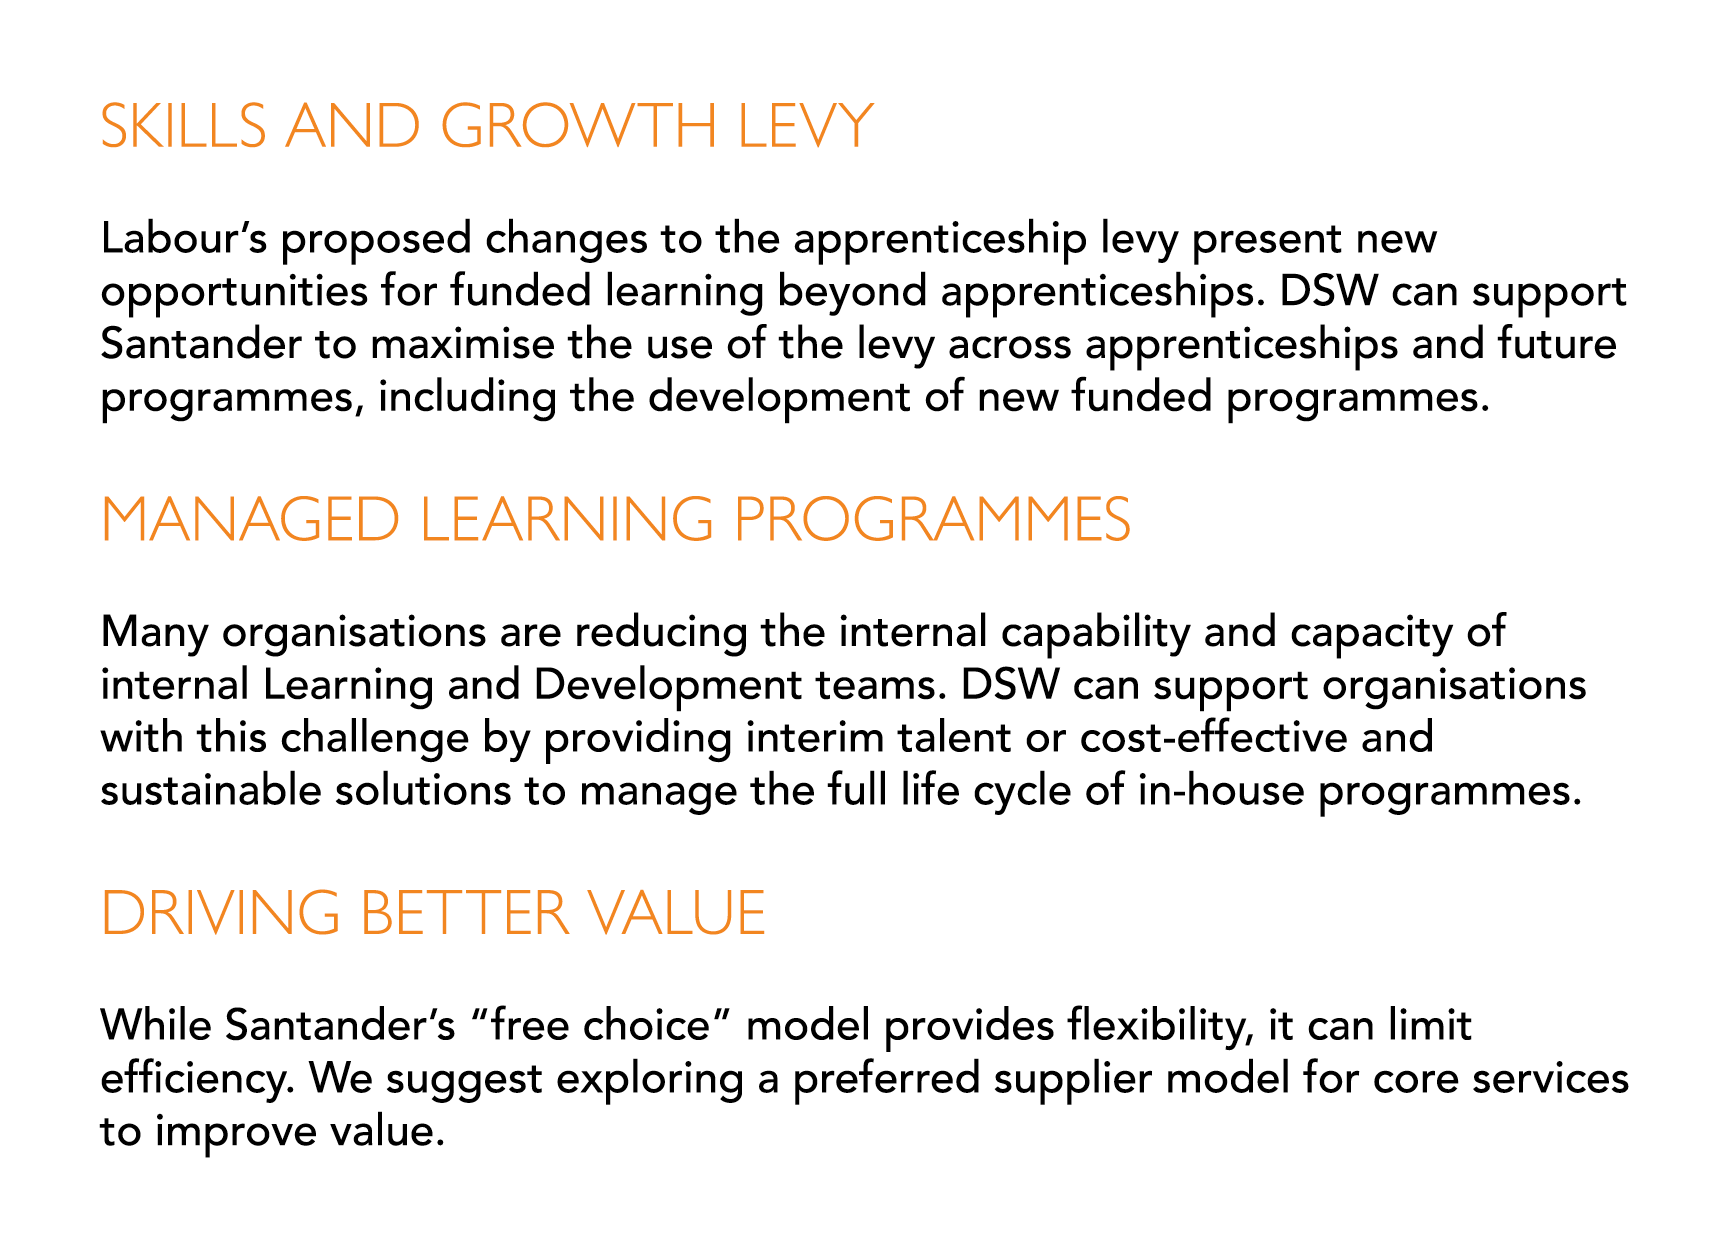 SKILLS AND GROWTH LEVY
Labour’s proposed changes to the apprenticeship levy present new
opportunities for funded learning beyond apprenticeships. DSW can support
Santander to maximise the use of the levy across apprenticeships and future
programmes, including the development of new funded programmes.
MANAGED LEARNING PROGRAMMES
Many organisations are reducing the internal capability and capacity of
internal Learning and Development teams. DSW can support organisations
with this challenge by providing interim talent or cost-effective and
sustainable solutions to manage the full life cycle of in-house programmes.
DRIVING BETTER VALUE
While Santander’s “free choice” model provides flexibility, it can limit
efficiency. We suggest exploring a preferred supplier model for core services
to improve value.